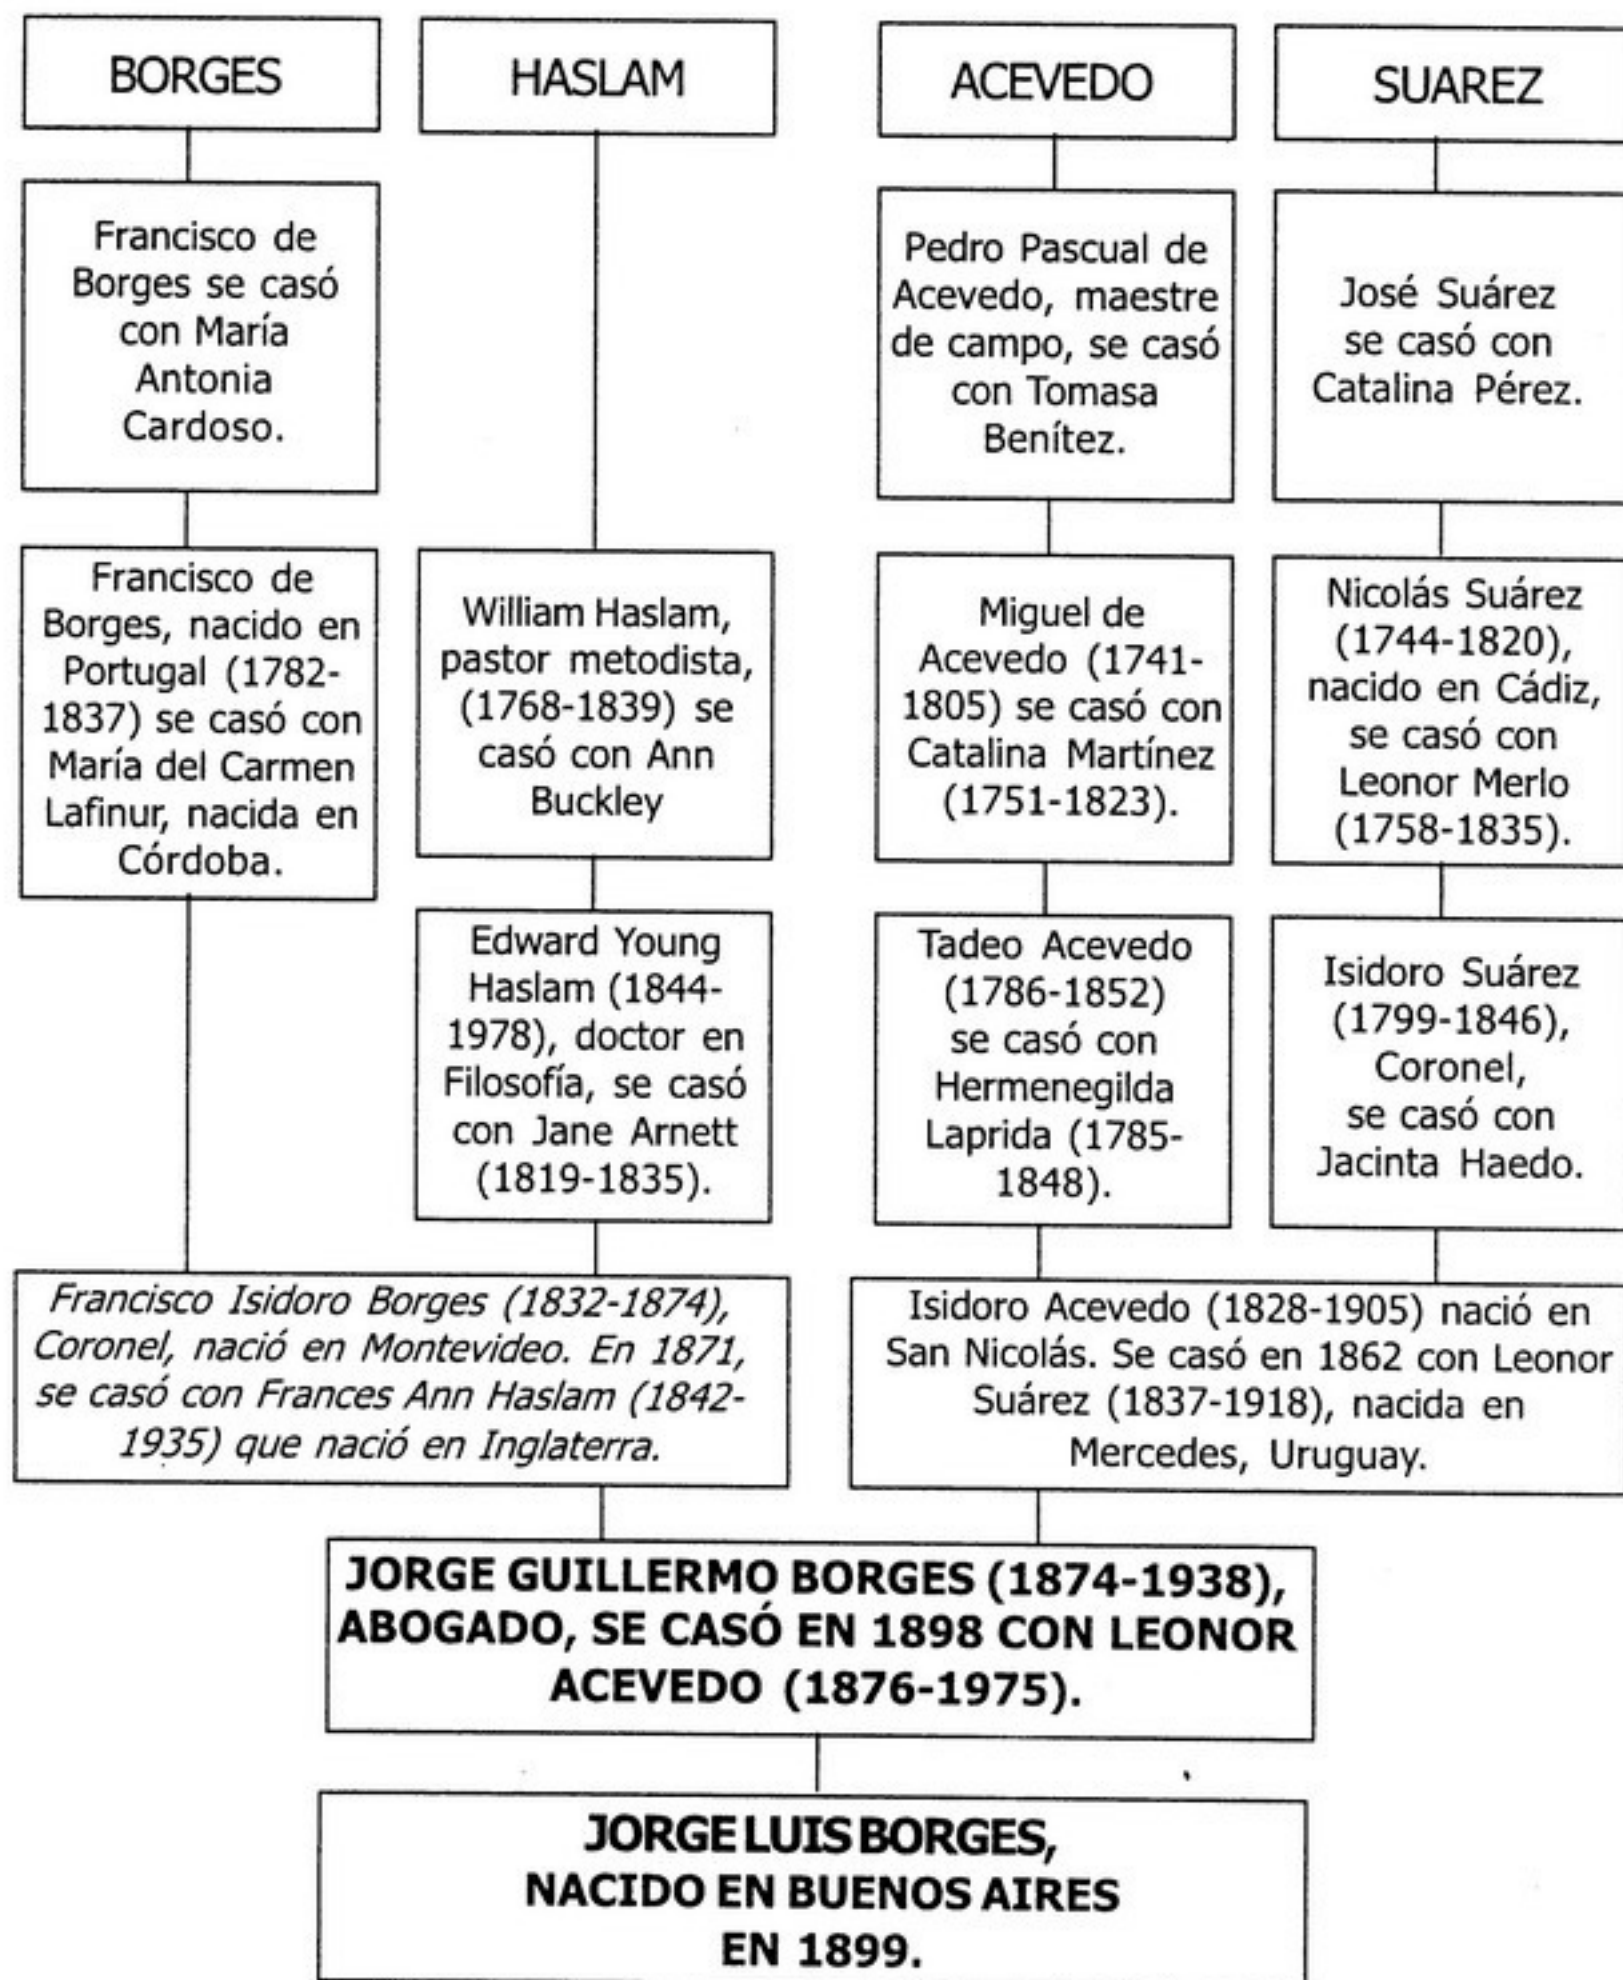 BORGES
HASLAM
ACEVEDO
SUAREZ
Francisco de
Borges se casó
con María
Antonia
Cardoso.
Pedro Pascual de
Acevedo, maestre
de campo, se casó
con Tomasa
Benítez.
José Suárez
se casó con
Catalina Pérez.
Francisco de
Borges, nacido en
Portugal (1782-
1837) se casó con
María del Carmen
Lafinur, nacida en
Córdoba.
William Haslam,
pastor metodista,
(1768-1839) se
casó con Ann
Buckley
Miguel de
Acevedo (1741-
1805) se casó con
Catalina Martínez
(1751-1823).
Nicolás Suárez
(1744-1820),
nacido en Cádiz,
se casó con
Leonor Merlo
(1758-1835).
Edward Young
Haslam (1844-
1978), doctor en
Filosofía, se casó
con Jane Arnett
(1819-1835).
Tadeo Acevedo
(1786-1852)
se casó con
Hermenegilda
Laprida (1785-
1848).
Isidoro Suárez
(1799-1846),
Coronel,
se casó con
Jacinta Haedo.
Francisco Isidoro Borges (1832-1874),
Coronel, nació en Montevideo. En 1871,
se casó con Frances Ann Haslam (1842-
1935) que nació en Inglaterra.
Isidoro Acevedo (1828-1905) nació en
San Nicolás. Se casó en 1862 con Leonor
Suárez (1837-1918), nacida en
Mercedes, Uruguay.
JORGE GUILLERMO BORGES (1874-1938),
ABOGADO, SE CASÓ EN 1898 CON LEONOR
ACEVEDO (1876-1975).
JORGE LUIS BORGES,
NACIDO EN BUENOS AIRES
EN 1899.